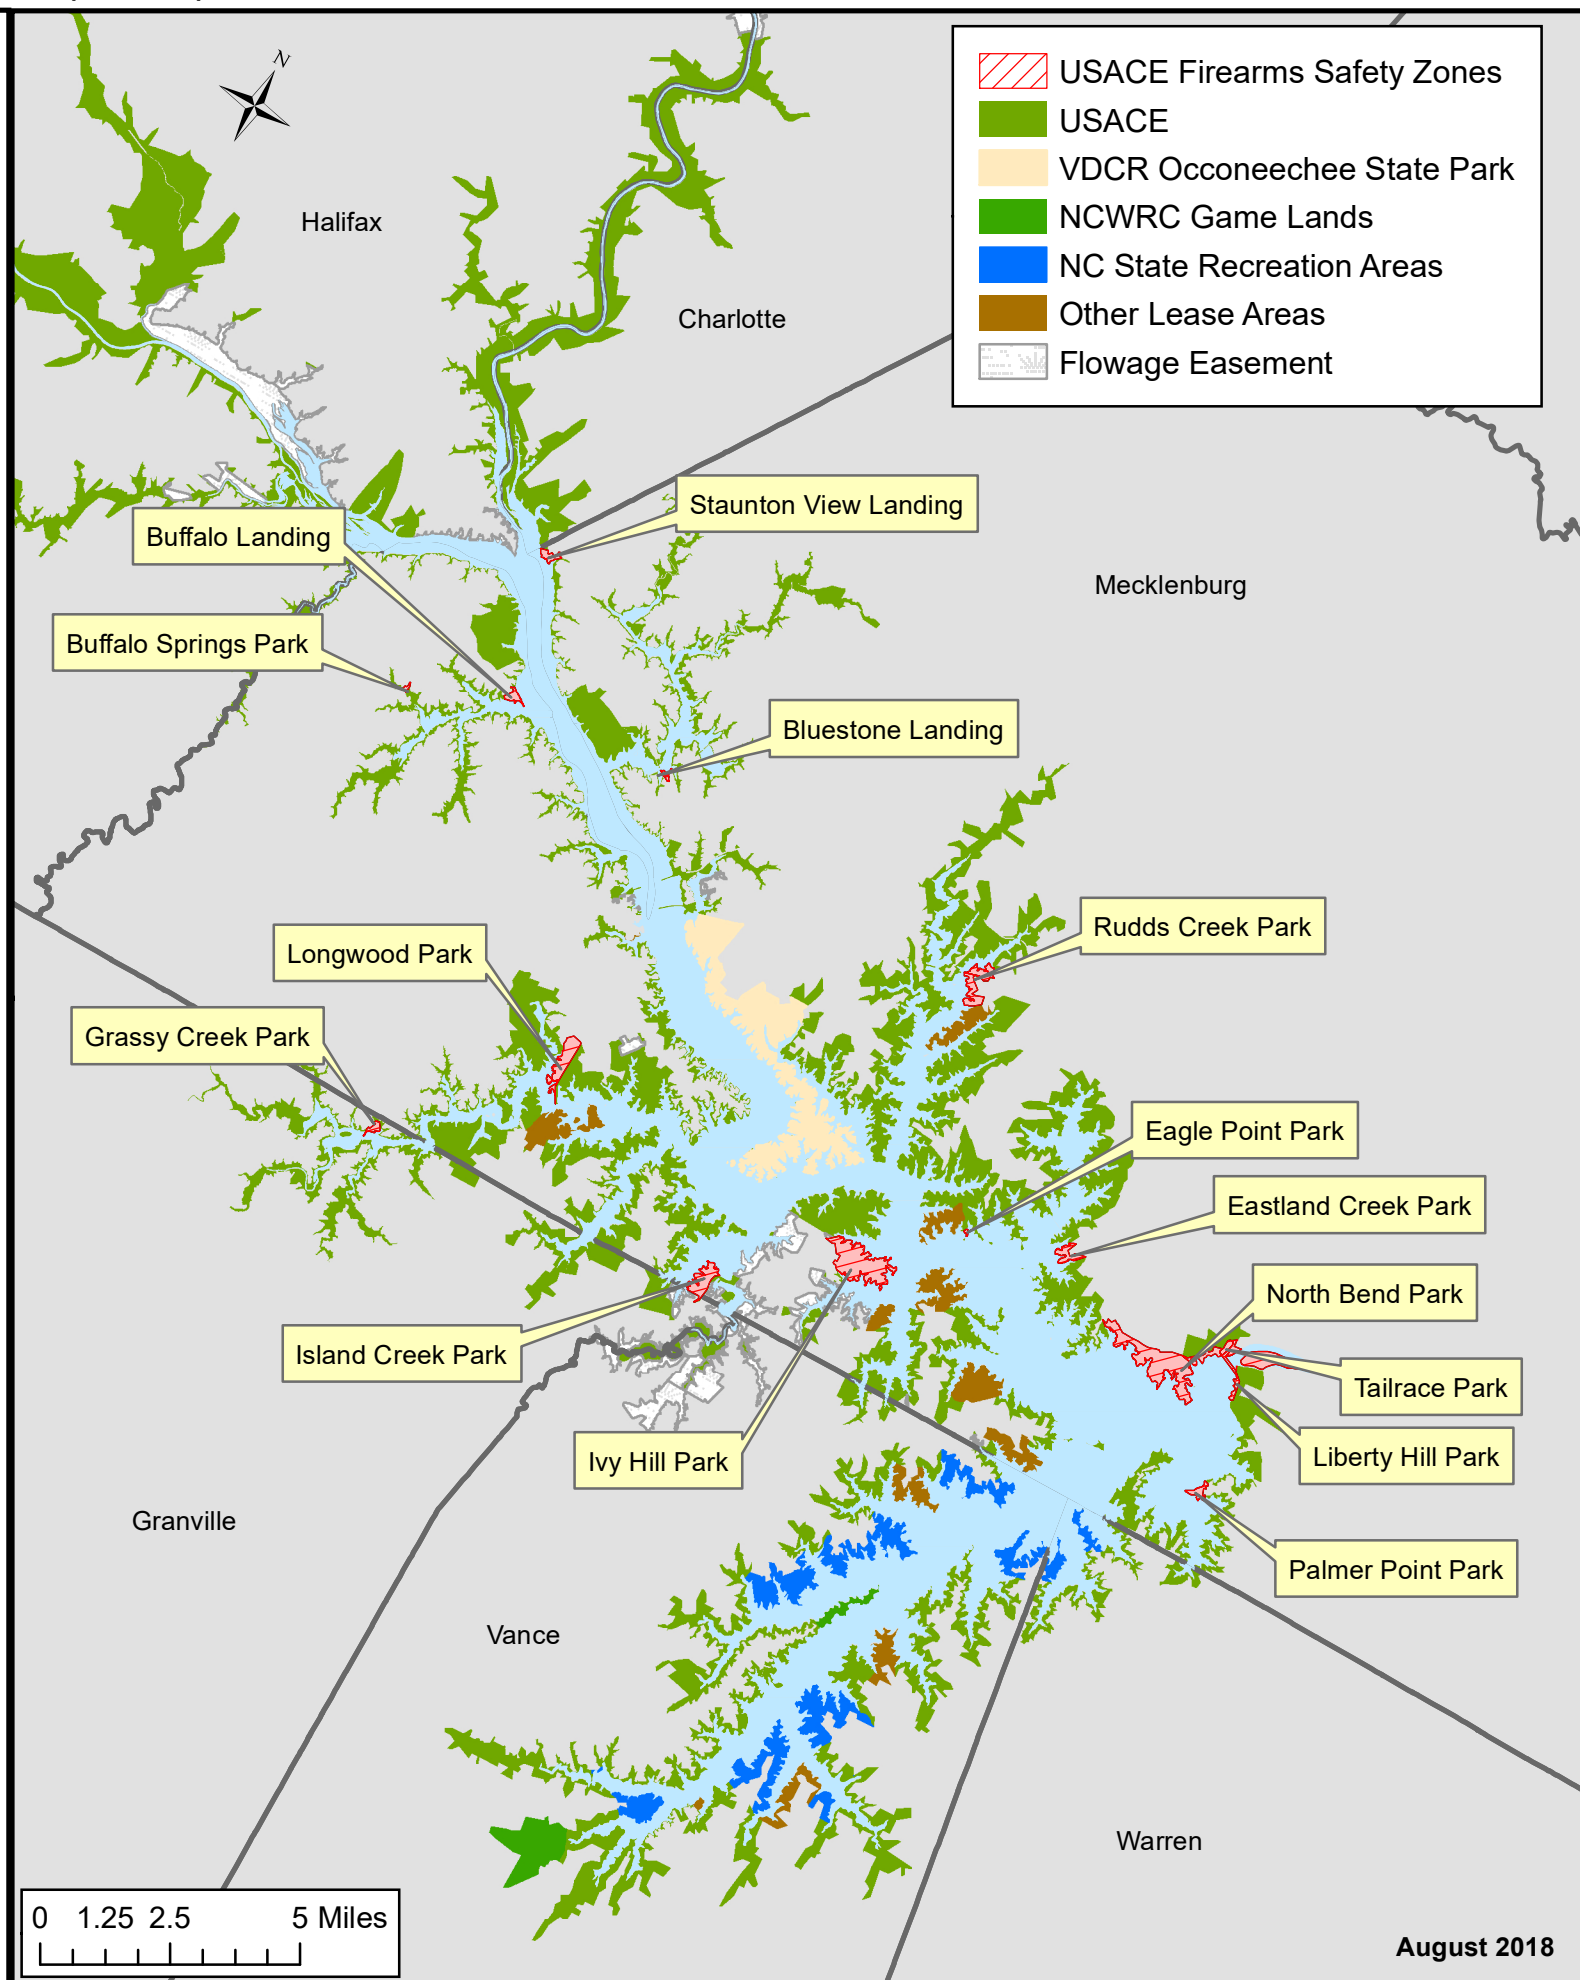 N
USACE Firearms Safety Zones
USACE
VDCR Occoneechee State Park
NCWRC Game Lands
NC State Recreation Areas
Other Lease Areas
Flowage Easement
Halifax
Charlotte
Staunton View Landing
Buffalo Landing
Mecklenburg
Buffalo Springs Park
Bluestone Landing
Rudds Creek Park
Longwood Park
Grassy Creek Park
Eagle Point Park
Eastland Creek Park
North Bend Park
Island Creek Park
Tailrace Park
Liberty Hill Park
Ivy Hill Park
Granville
Palmer Point Park
Vance
Warren
0 1.25 2.5 5 Miles
August 2018